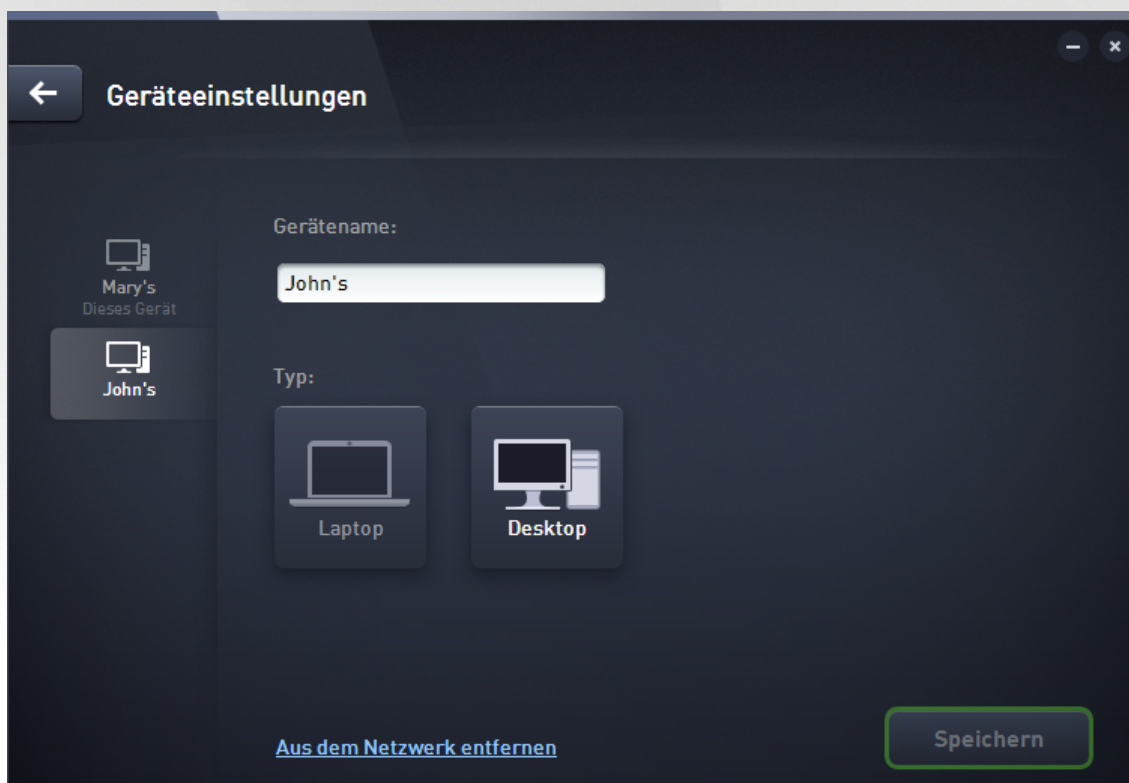 Geräteeinstellungen
Mary's
Dieses Gerät
John's
Gerätename:
John's
Typ:
Laptop
Desktop
Aus dem Netzwerk entfernen
Speichern